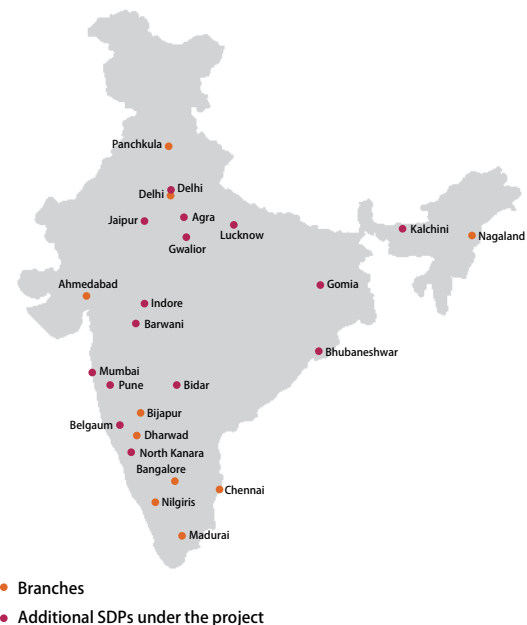 Panchkula
Delhi
Delhi
Jaipur
Agra
Lucknow
Gwalior
Kalchini
Nagaland
Ahmedabad
Gomia
Indore
Barwani
Bhubaneshwar
Mumbai
Pune
Bidar
Bijapur
Belgaum
Dharwad
North Kanara
Bangalore
Chennai
Nilgiris
Madurai
Branches
Additional SDPs under the project